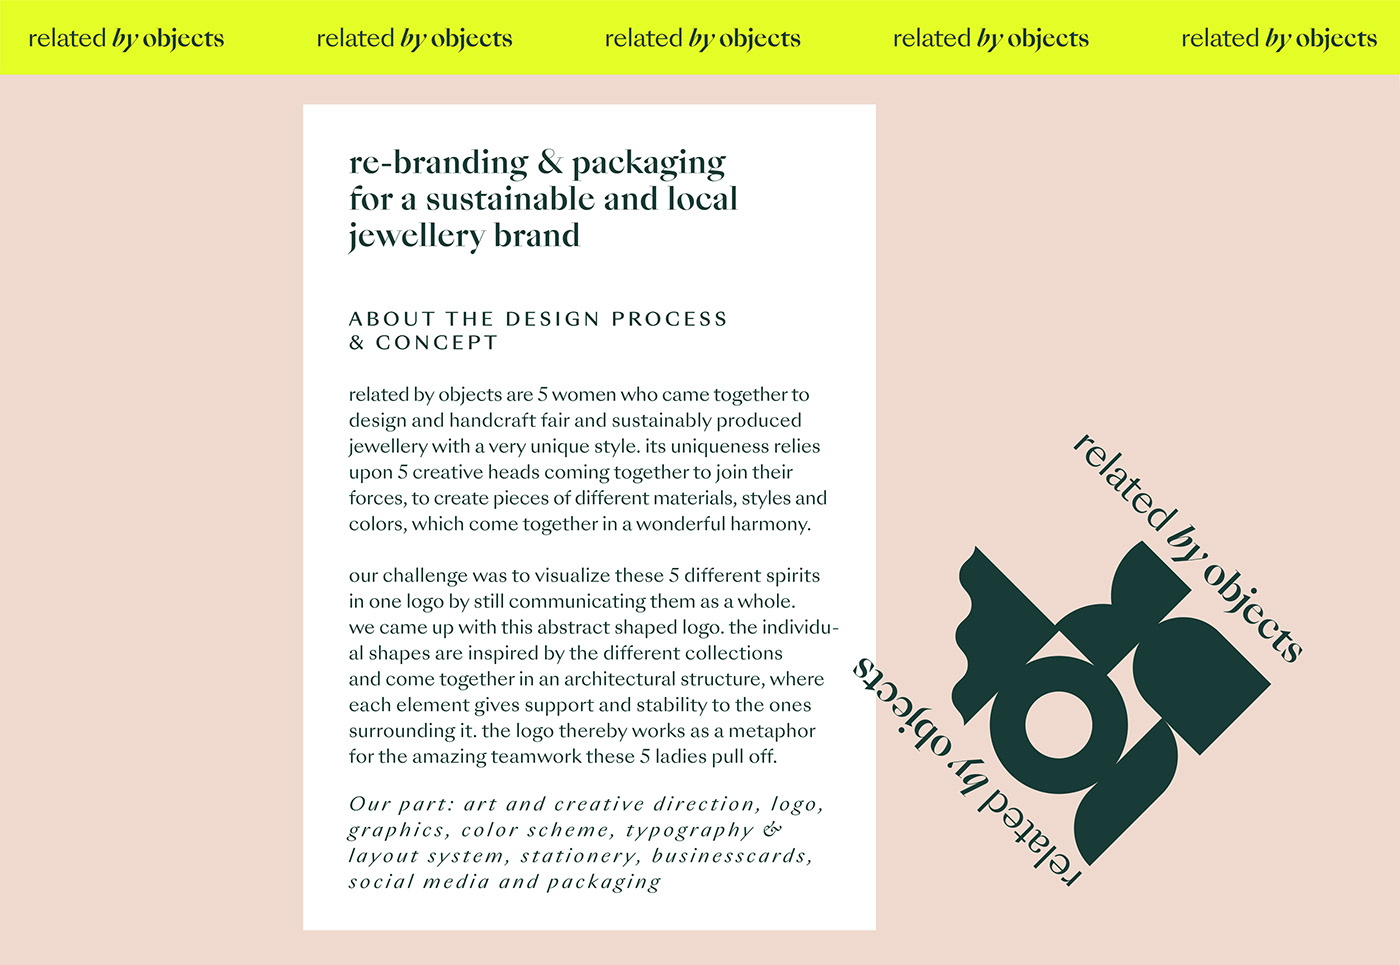 related by objects related by objects related by objects related by objects related by objects
re-branding & packaging
for a sustainable and local
jewellery brand
ABOUT THE DESIGN PROCESS
& CONCEPT
related by objects are 5 women who came together to
design and handcraft fair and sustainably produced
jewellery with a very unique style. its uniqueness relies
upon 5 creative heads coming together to join their
forces, to create pieces of different materials, styles and
colors, which come together in a wonderful harmony.
our challenge was to visualize these 5 different spirits
in one logo by still communicating them as a whole.
we came up with this abstract shaped logo. the individu-
al shapes are inspired by the different collections
and come together in an architectural structure, where
each element gives support and stability to the ones
surrounding it. the logo thereby works as a metaphor
for the amazing teamwork these 5 ladies pull off.
Our part: art and creative direction, logo,
graphics, color scheme, typography &
layout system, stationery, businesscards,
social media and packaging
related by objects
related by objects